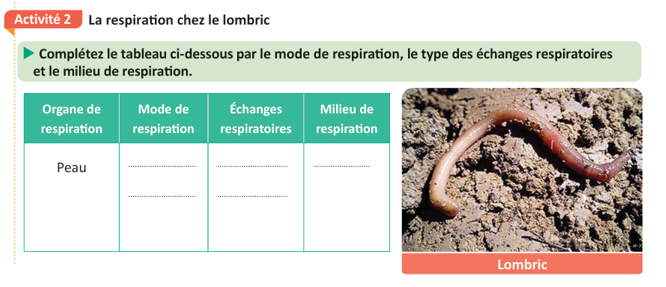 Activité 2 La respiration chez le lombric
Complétez le tableau ci-dessous par le mode de respiration, le type des échanges respiratoires
et le milieu de respiration.
Organe de respiration
Mode de respiration
Échanges respiratoires
Milieu de respiration
Peau
Lombric